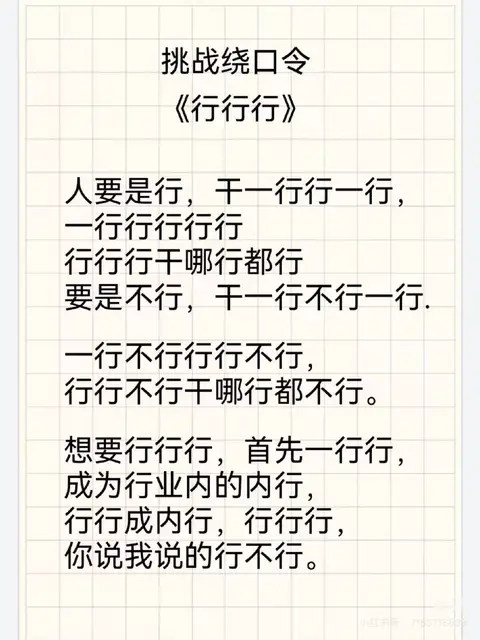 挑战绕口令
《行行行》
人要是行，干一行行一行，
一行行行行行
行行行干哪行都行
要是不行，干一行不行一行.
一行不行行行不行，
行行不行干哪行都不行。
想要行行行，首先一行行，
成为行业内的内行，
行行成内行，行行行，
你说我说的行不行。